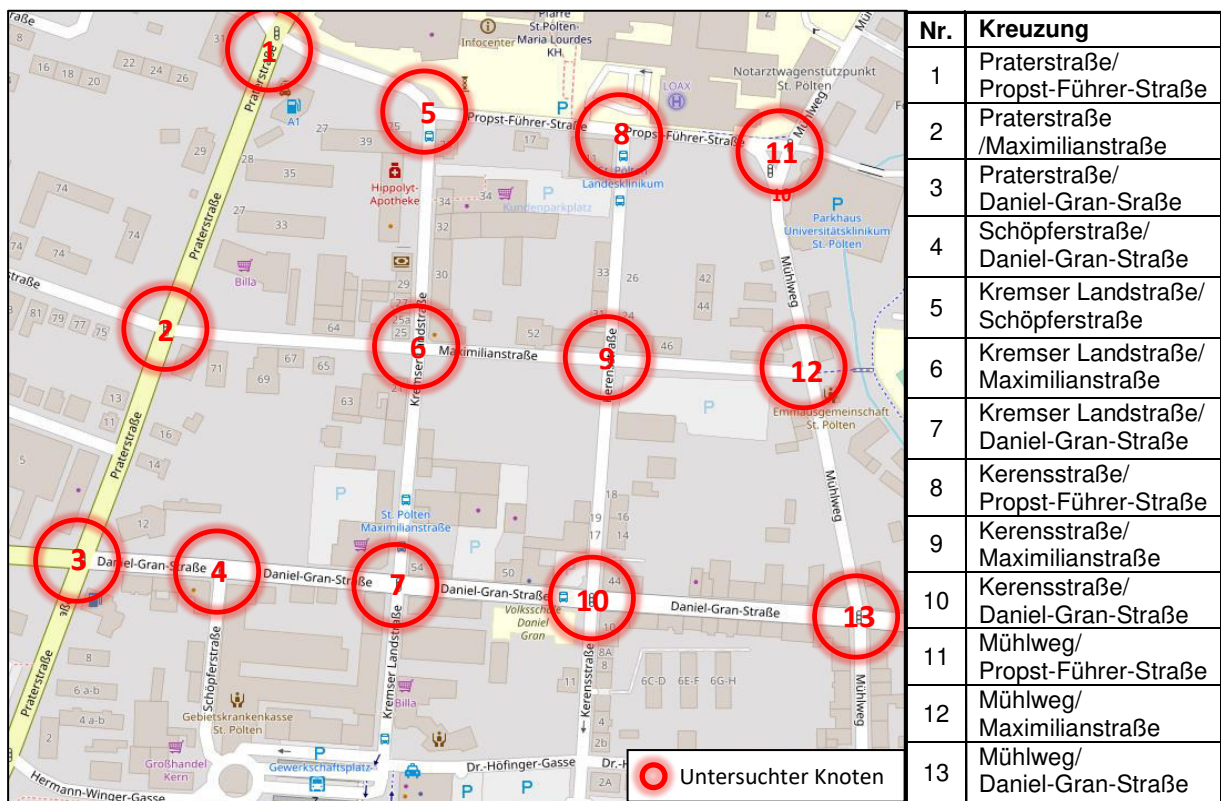 Nr.
Kreuzung
1
Praterstraße/
Propst-Führer-Straße
2
Praterstraße
/Maximilianstraße
3
Praterstraße/
Daniel-Gran-Sraße
4
Schöpferstraße/
Daniel-Gran-Straße
5
Kremser Landstraße/
Schöpferstraße
6
Kremser Landstraße/
Maximilianstraße
7
Kremser Landstraße/
Daniel-Gran-Straße
8
Kerensstraße/
Propst-Führer-Straße
9
Kerensstraße/
Maximilianstraße
10
Kerensstraße/
Daniel-Gran-Straße
11
Mühlweg/
Propst-Führer-Straße
12
Mühlweg/
Maximilianstraße
13
Mühlweg/
Daniel-Gran-Straße
Untersuchter Knoten
1
2
3
4
5
6
7
8
9
10
11
12
13
10
Infocenter
St.Pölten-
Maria Lourdes
KH
LOAX
Notarztwagenstützpunkt
St. Pölten
Mühlweg
Praterstraße
A1
Propst-Führer-Straße
Propst-Führer-Straße
Hippolyt-
Apotheke
Kundenparkplatz
Landesklinikum
Parkhaus
Universitätsklinikum
St. Pölten
Praterstraße
Billa
Mühlweg
Maximilianstraße
Emmausgemeinschaft
St. Pölten
Praterstraße
Mühlweg
St. Pölten
Maximilianstraße
Daniel-Gran-Straße
Daniel-Gran-Straße
Daniel-Gran-Straße
Daniel-Gran-Straße
Volksschule
Daniel
Gran
Schöpferstraße
Kremser Landstraße
Kerensstraße
Mühlweg
Praterstraße
Billa
Gebietskrankenkasse
St. Pölten
Großhandel
Kern
Gewerkschaftsplatz
Dr.-Höfinger-Gasse
Hermann-Winger-Gasse
6C-D
6E-F
6G-H
6 a-b
4 a-b